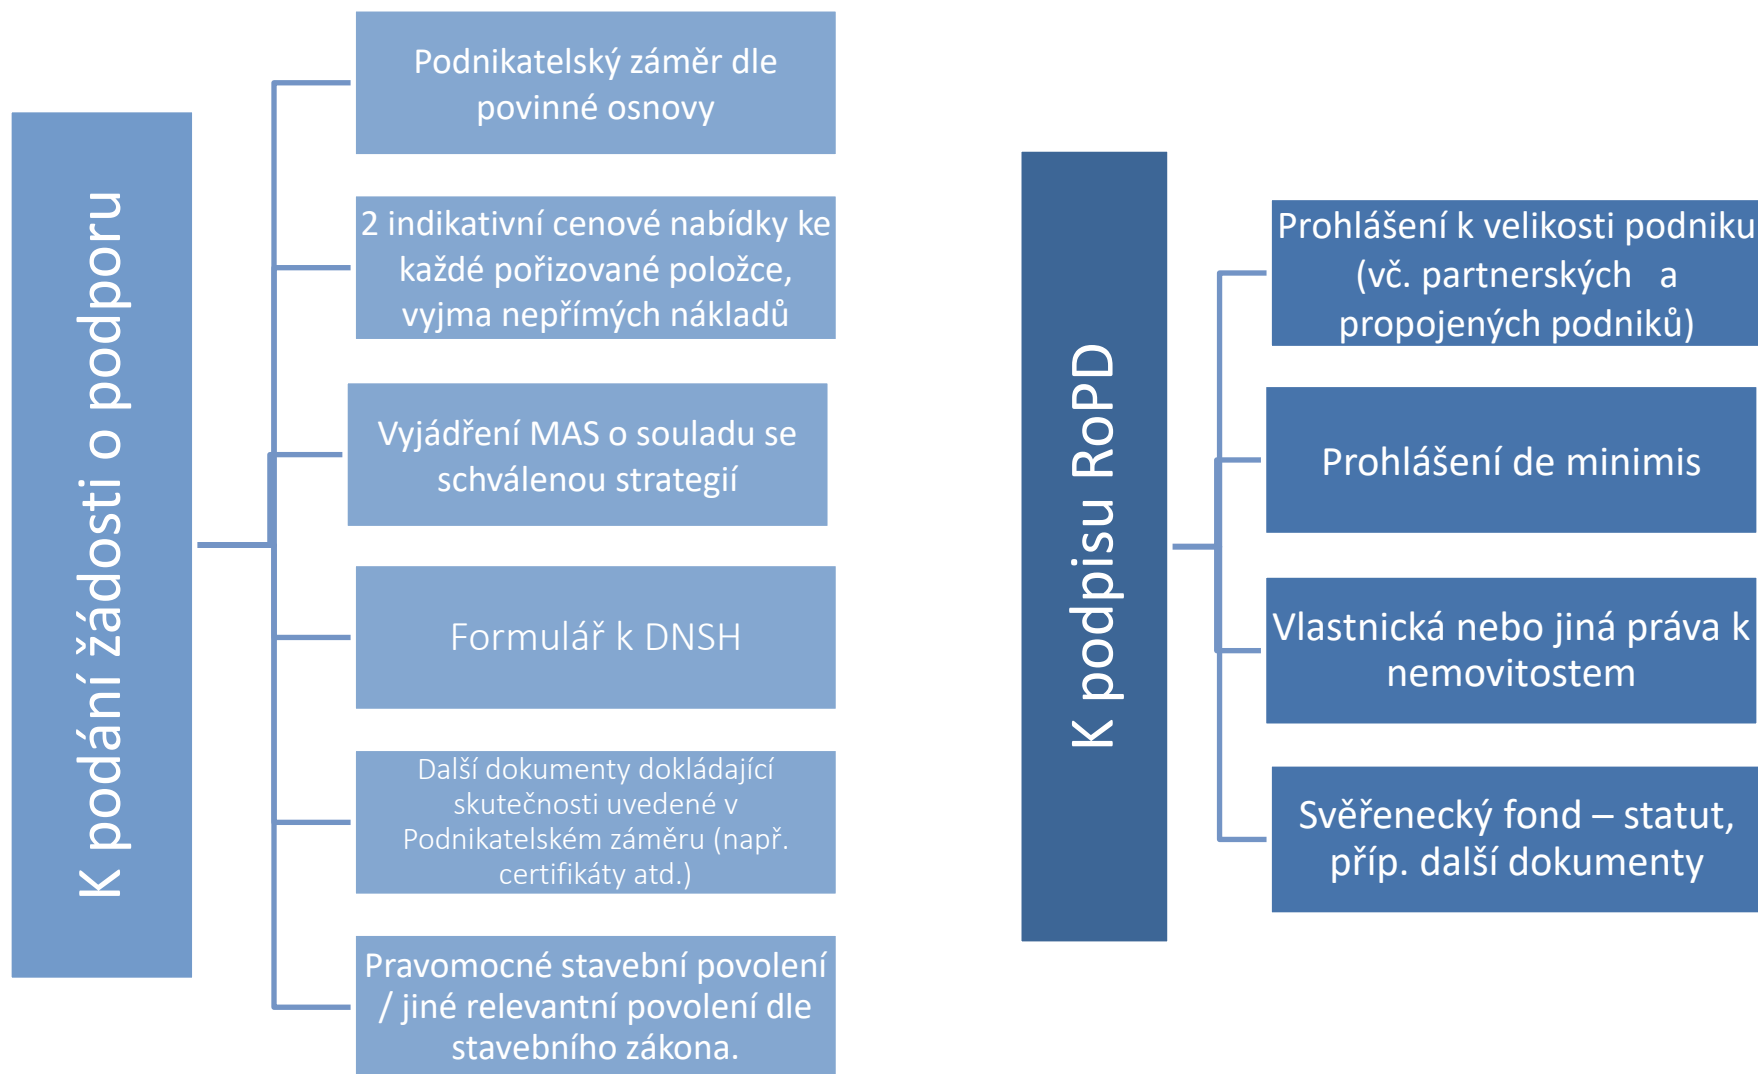 K podání žádosti o podporu
Podnikatelský záměr dle
povinné osnovy
2 indikativní cenové nabídky ke
každé pořizované položce,
vyjma nepřímých nákladů
Vyjádření MAS o souladu se
schválenou strategií
Formulář k DNSH
Další dokumenty dokládající
skutečnosti uvedené v
Podnikatelském záměru (např.
certifikáty atd.)
Pravomocné stavební povolení
/ jiné relevantní povolení dle
stavebního zákona.
K podpisu RoPD
Prohlášení k velikosti podniku
(vč. partnerských a
propojených podniků)
Prohlášení de minimis
Vlastnická nebo jiná práva k
nemovitostem
Svěřenecký fond – statut,
příp. další dokumenty